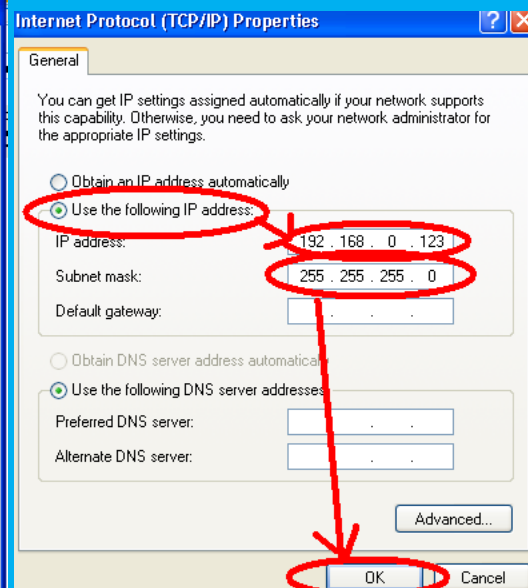 Internet Protocol (TCP/IP) Properties
General
You can get IP settings assigned automatically if your network supports
this capability. Otherwise, you need to ask your network administrator for
the appropriate IP settings.
Obtain an IP address automatically
Use the following IP address:
IP address: 192 . 168 . 0 . 123
Subnet mask: 255 . 255 . 255 . 0
Default gateway: . . .
Obtain DNS server address automatically
Use the following DNS server addresses:
Preferred DNS server: . . .
Alternate DNS server: . . .
Advanced...
OK Cancel